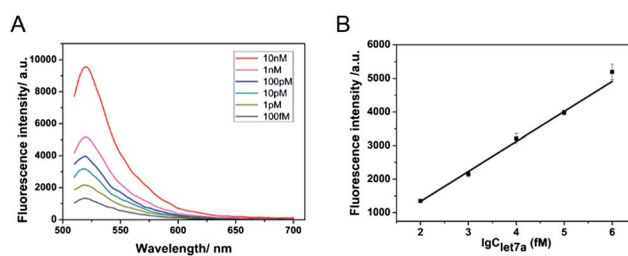 A
Fluorescence intensity/ a.u.
10000
8000
6000
4000
2000
0
500
550
600
650
700
Wavelength/ nm
10nM
1nM
100pM
10pM
1pM
100fM
B
Fluorescence intensity/ a.u.
6000
5000
4000
3000
2000
1000
2
3
4
5
6
lgClet7a (fM)